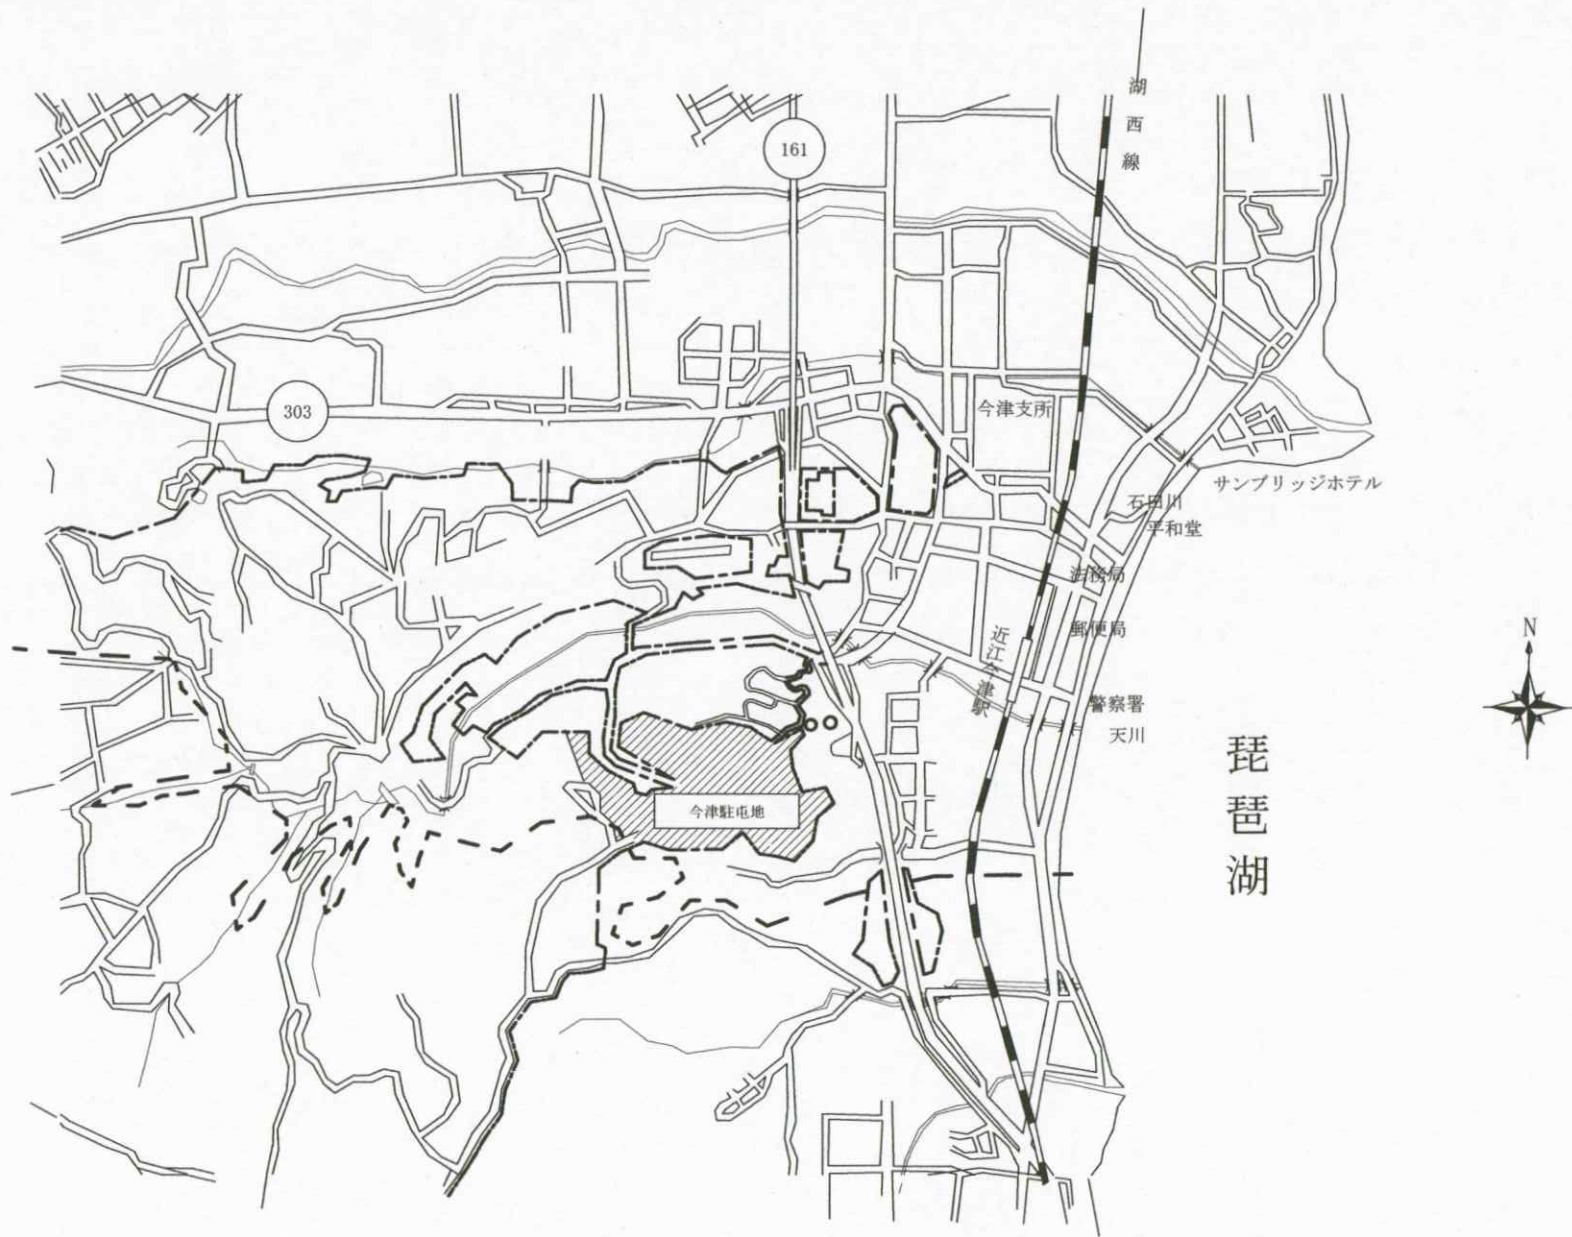 湖西線
161
303
今津支所
サンブリッジホテル
石田川
平和堂
法務局
郵便局
近江今津駅
警察署
天川
琵琶湖
今津駐屯地
N